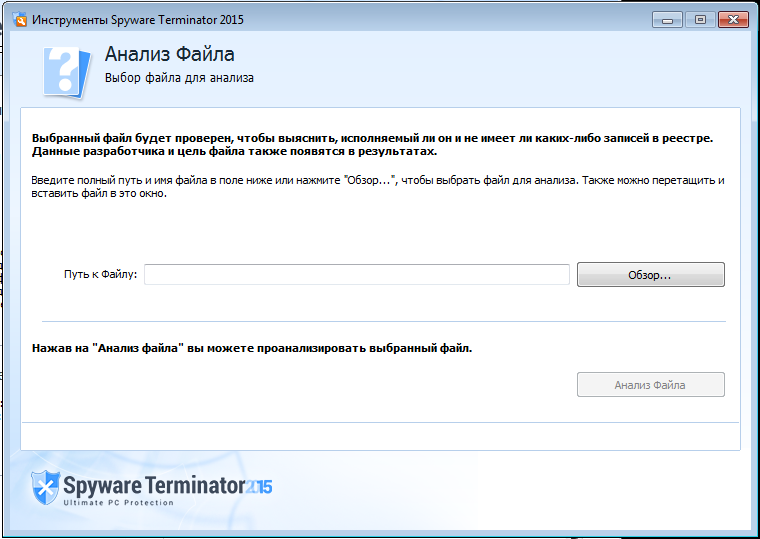 Инструменты Spyware Terminator 2015
Анализ Файла
Выбор файла для анализа
Выбранный файл будет проверен, чтобы выяснить, исполняемый ли он и не имеет ли каких-либо записей в реестре.
Данные разработчика и цель файла также появятся в результатах.
Введите полный путь и имя файла в поле ниже или нажмите "Обзор...", чтобы выбрать файл для анализа. Также можно перетащить и
вставить файл в это окно.
Путь к Файлу:
Обзор...
Нажав на "Анализ файла" вы можете проанализировать выбранный файл.
Анализ Файла
Spyware Terminator 2015
Ultimate PC Protection